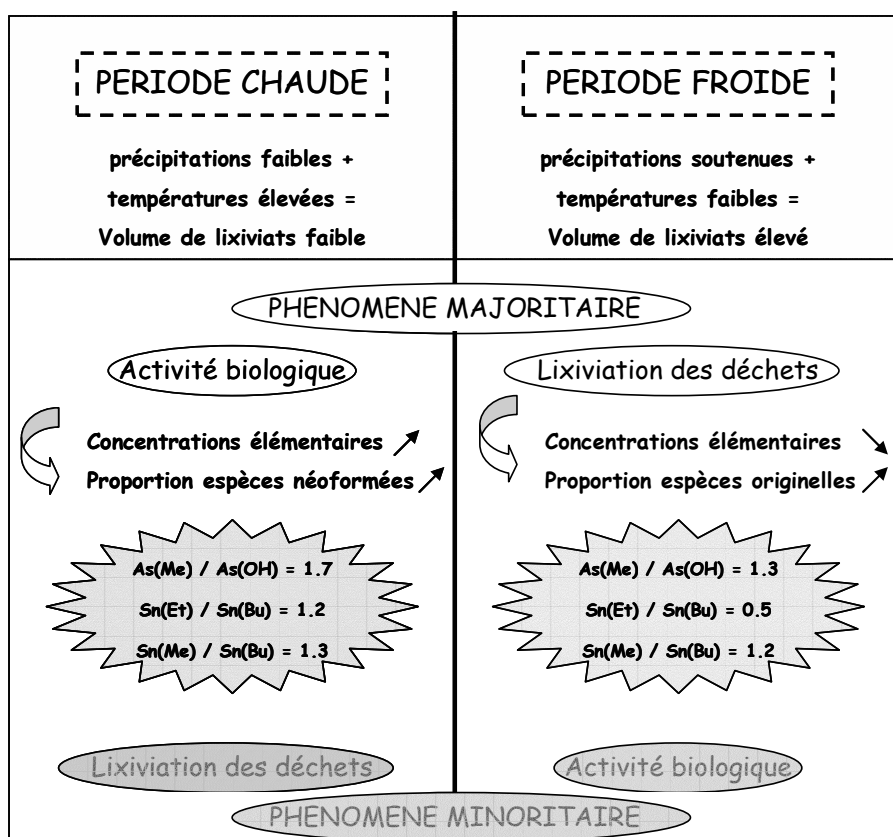 PERIODE CHAUDE
précipitations faibles +
températures élevées =
Volume de lixiviats faible
PERIODE FROIDE
précipitations soutenues +
températures faibles =
Volume de lixiviats élevé
PHENOMENE MAJORITAIRE
Activité biologique
Concentrations élémentaires
Proportion espèces néoformées
As(Me) / As(OH) = 1.7
Sn(Et) / Sn(Bu) = 1.2
Sn(Me) / Sn(Bu) = 1.3
Lixiviation des déchets
Lixiviation des déchets
Concentrations élémentaires
Proportion espèces originelles
As(Me) / As(OH) = 1.3
Sn(Et) / Sn(Bu) = 0.5
Sn(Me) / Sn(Bu) = 1.2
Activité biologique
PHENOMENE MINORITAIRE